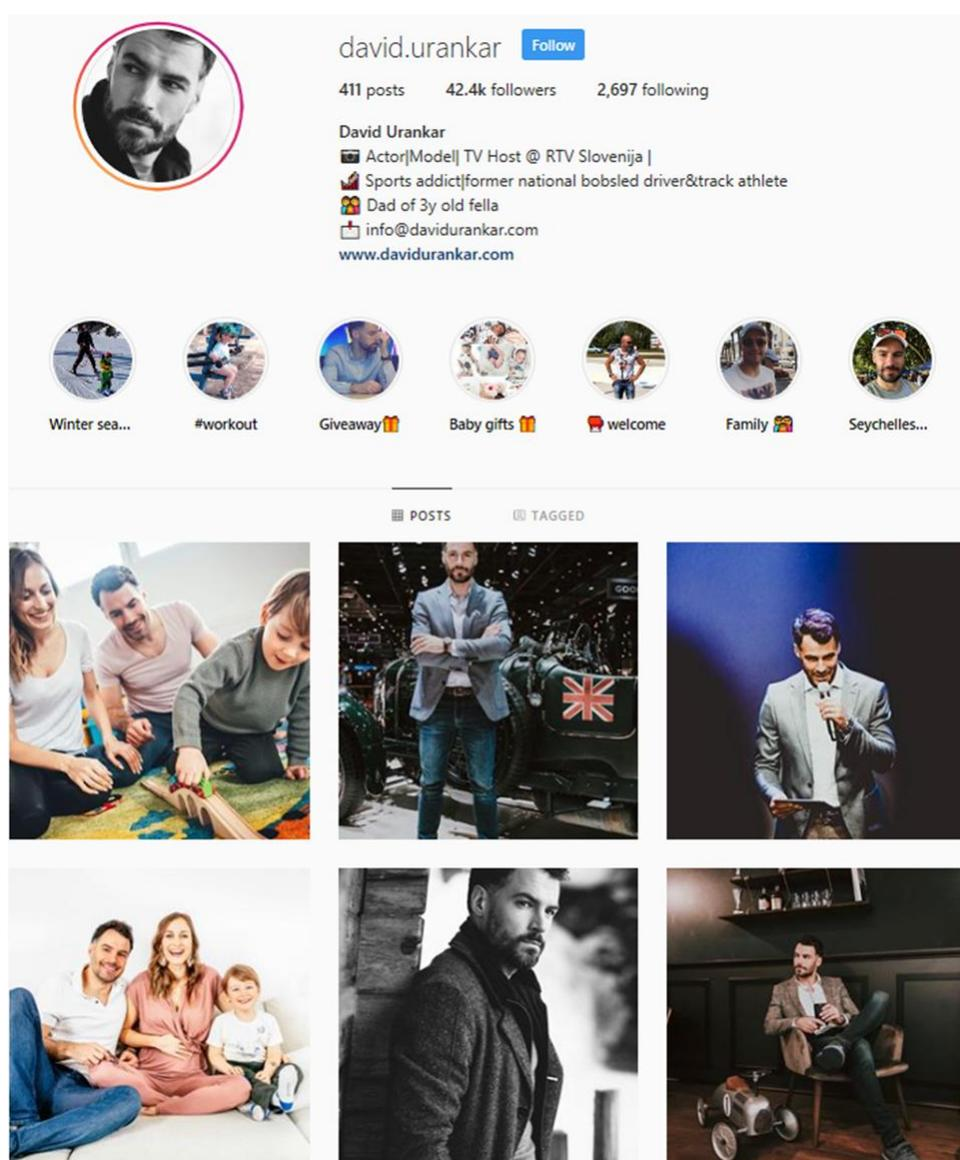 david.urankar Follow
411 posts 42.4k followers 2,697 following
David Urankar
Actor|Model| TV Host @ RTV Slovenija |
Sports addict|former national bobsled driver&track athlete
Dad of 3y old fella
info@davidurankar.com
www.davidurankar.com
Winter sea... #workout Giveaway Baby gifts welcome Family Seychelles...
POSTS TAGGED